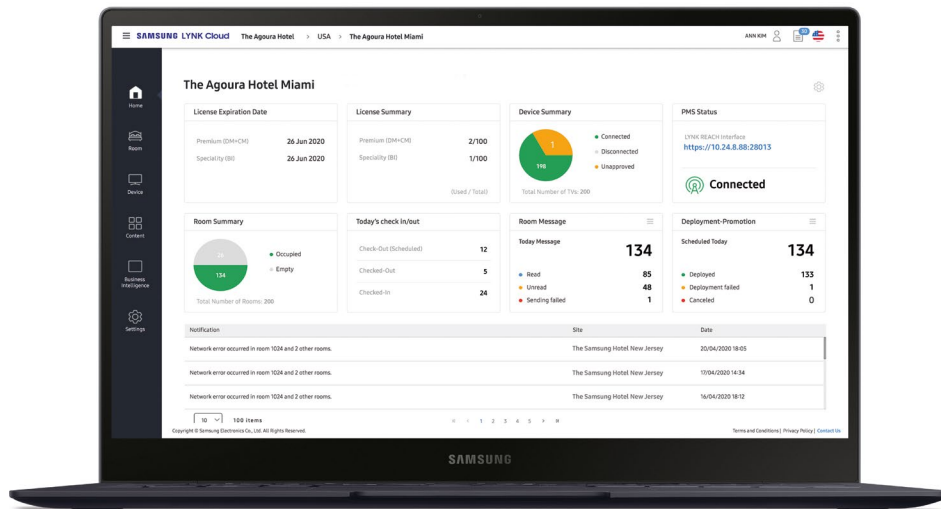 SAMSUNG LYNK Cloud The Agoura Hotel > USA > The Agoura Hotel Miami ANN KIM 30
The Agoura Hotel Miami
Home
Room
Device
Content
Business Intelligence
Settings
License Expiration Date
Premium (DM+CM) 26 Jun 2020
Speciality (BI) 26 Jun 2020
License Summary
Premium (DM+CM) 2/100
Speciality (BI) 1/100
(Used / Total)
Device Summary
1
198
Connected
Disconnected
Unapproved
Total Number of TVs: 200
PMS Status
LYNK REACH Interface
https://10.24.8.88:28013
Connected
Room Summary
134
Occupied
Empty
Total Number of Rooms: 200
Today's check in/out
Check-Out (Scheduled) 12
Checked-Out 5
Checked-in 24
Room Message
Today Message 134
Read 85
Unread 48
Sending failed 1
Deployment-Promotion
Scheduled Today 134
Deployed 133
Deployment failed 1
Canceled 0
Notification Site Date
Network error occurred in room 1024 and 2 other rooms. The Samsung Hotel New Jersey 20/04/2020 18:05
Network error occurred in room 1024 and 2 other rooms. The Samsung Hotel New Jersey 17/04/2020 14:34
Network error occurred in room 1024 and 2 other rooms. The Samsung Hotel New Jersey 16/04/2020 18:12
10 100 items « < 1 2 3 4 5 > »
Copyright © Samsung Electronics Co., Ltd. All Rights Reserved. Terms and Conditions | Privacy Policy | Contact Us
SAMSUNG